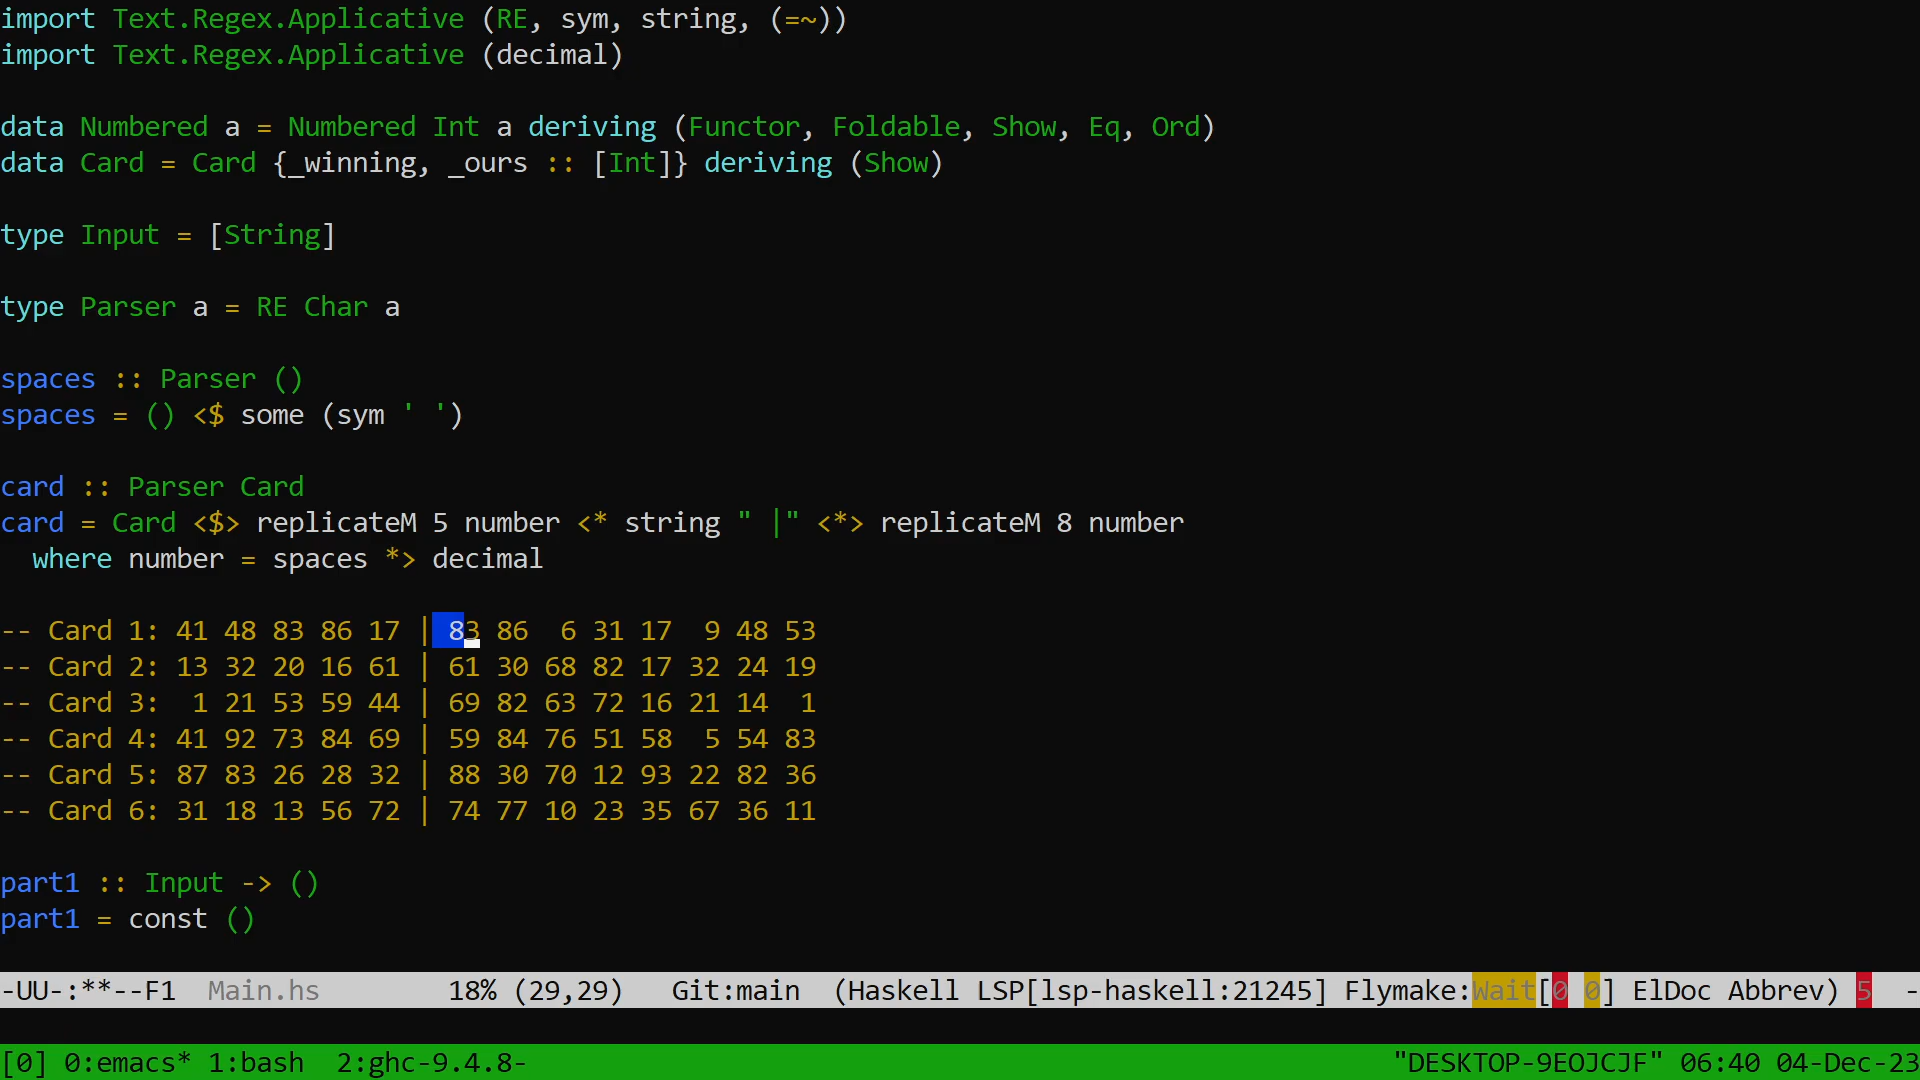 import Text.Regex.Applicative (RE, sym, string, (=~))
import Text.Regex.Applicative (decimal)
data Numbered a = Numbered Int a deriving (Functor, Foldable, Show, Eq, Ord)
data Card = Card {_winning, _ours :: [Int]} deriving (Show)
type Input = [String]
type Parser a = RE Char a
spaces :: Parser ()
spaces = () <$ some (sym ' ')
card :: Parser Card
card = Card <$> replicateM 5 number <* string " |" <*> replicateM 8 number
  where number = spaces *> decimal
-- Card 1: 41 48 83 86 17 | 83 86  6 31 17  9 48 53
-- Card 2: 13 32 20 16 61 | 61 30 68 82 17 32 24 19
-- Card 3:  1 21 53 59 44 | 69 82 63 72 16 21 14  1
-- Card 4: 41 92 73 84 69 | 59 84 76 51 58  5 54 83
-- Card 5: 87 83 26 28 32 | 88 30 70 12 93 22 82 36
-- Card 6: 31 18 13 56 72 | 74 77 10 23 35 67 36 11
part1 :: Input -> ()
part1 = const ()
-UU-:**--F1  Main.hs        18% (29,29)   Git:main  (Haskell LSP[lsp-haskell:21245] Flymake:Wait[0 0] ElDoc Abbrev) 5  -
[0] 0:emacs* 1:bash  2:ghc-9.4.8- "DESKTOP-9EOJCJF" 06:40 04-Dec-23